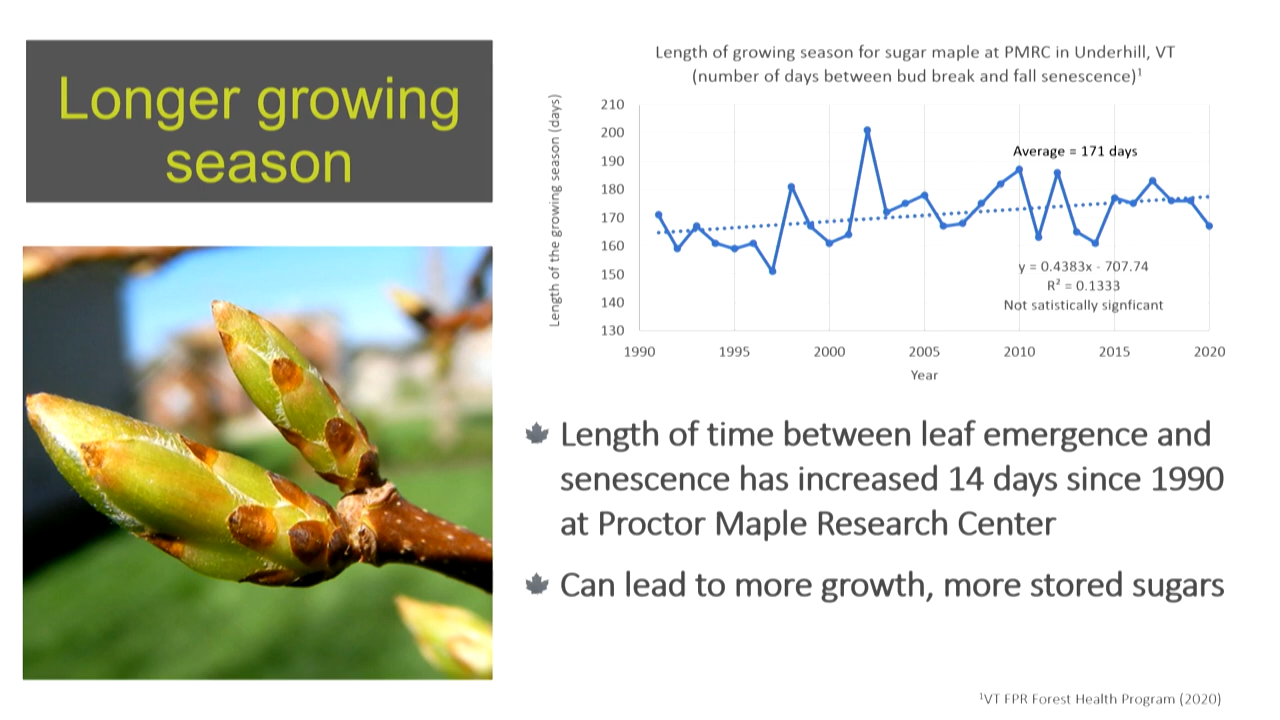 Longer growing
season
Length of growing season for sugar maple at PMRC in Underhill, VT
(number of days between bud break and fall senescence)¹
Length of the growing season (days)
210
200
190
180
170
160
150
140
130
Average = 171 days
y = 0.4383x - 707.74
R² = 0.1333
Not satistically signficant
1990 1995 2000 2005 2010 2015 2020
Year
Length of time between leaf emergence and
senescence has increased 14 days since 1990
at Proctor Maple Research Center
Can lead to more growth, more stored sugars
¹VT FPR Forest Health Program (2020)